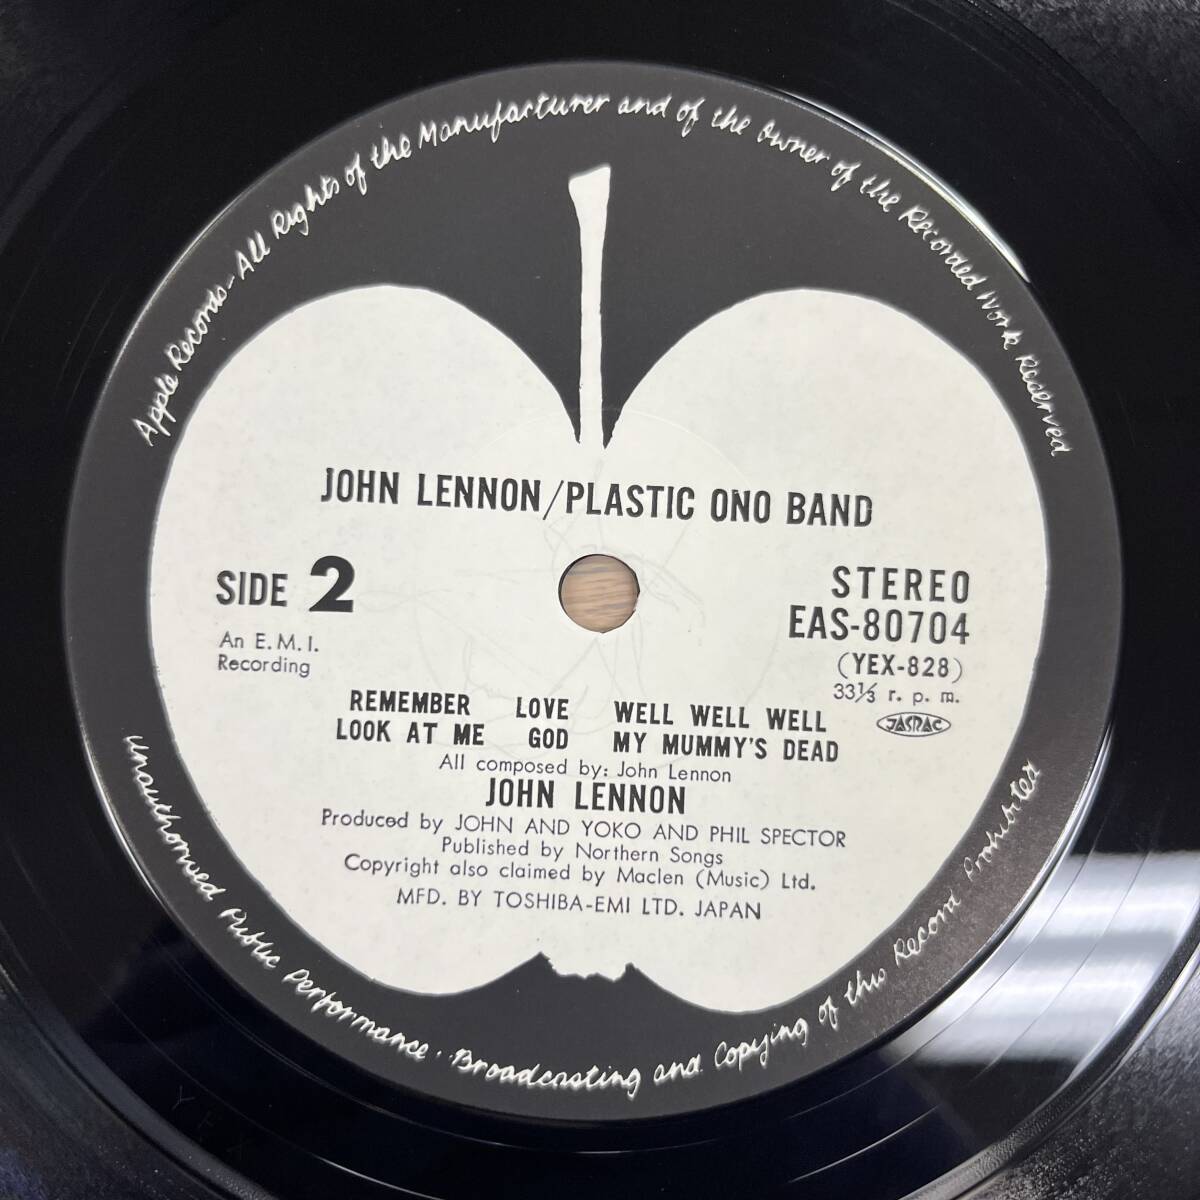 Apple Records - All Rights of the Manufacturer and of the Owner of the Recorded Work Reserved
JOHN LENNON/PLASTIC ONO BAND
SIDE 2
An E.M.I.
Recording
STEREO
EAS-80704
(YEX-828)
33⅓ r. p. m.
JASRAC
REMEMBER LOVE WELL WELL WELL
LOOK AT ME GOD MY MUMMY'S DEAD
All composed by: John Lennon
JOHN LENNON
Produced by JOHN AND YOKO AND PHIL SPECTOR
Published by Northern Songs
Copyright also claimed by Maclen (Music) Ltd.
MFD. BY TOSHIBA-EMI LTD. JAPAN
Unauthorised Public Performance · Broadcasting and Copying of this Record Prohibited